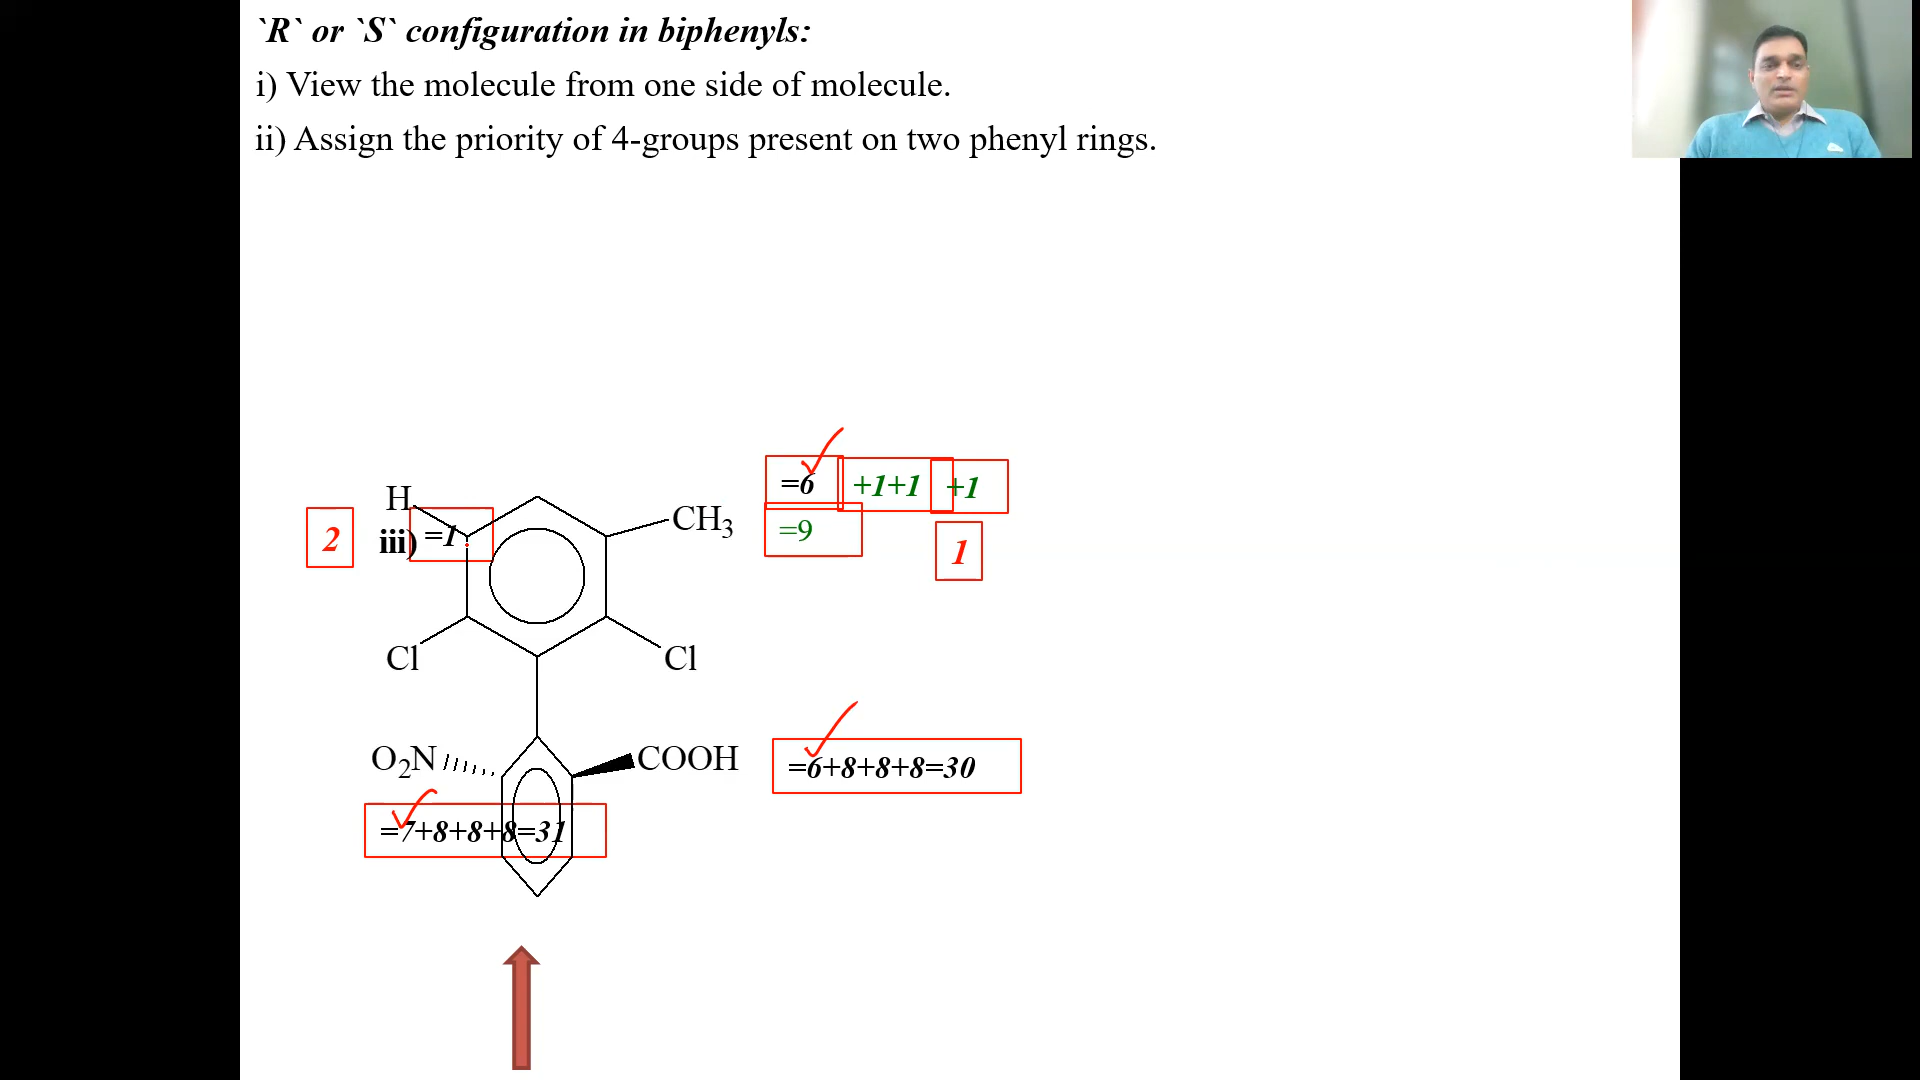 `R` or `S` configuration in biphenyls:
i) View the molecule from one side of molecule.
ii) Assign the priority of 4-groups present on two phenyl rings.
=6 +1+1 +1
H
CH3
2 iii) =1
=9
1
Cl Cl
O2N COOH =6+8+8+8=30
=7+8+8+8=31